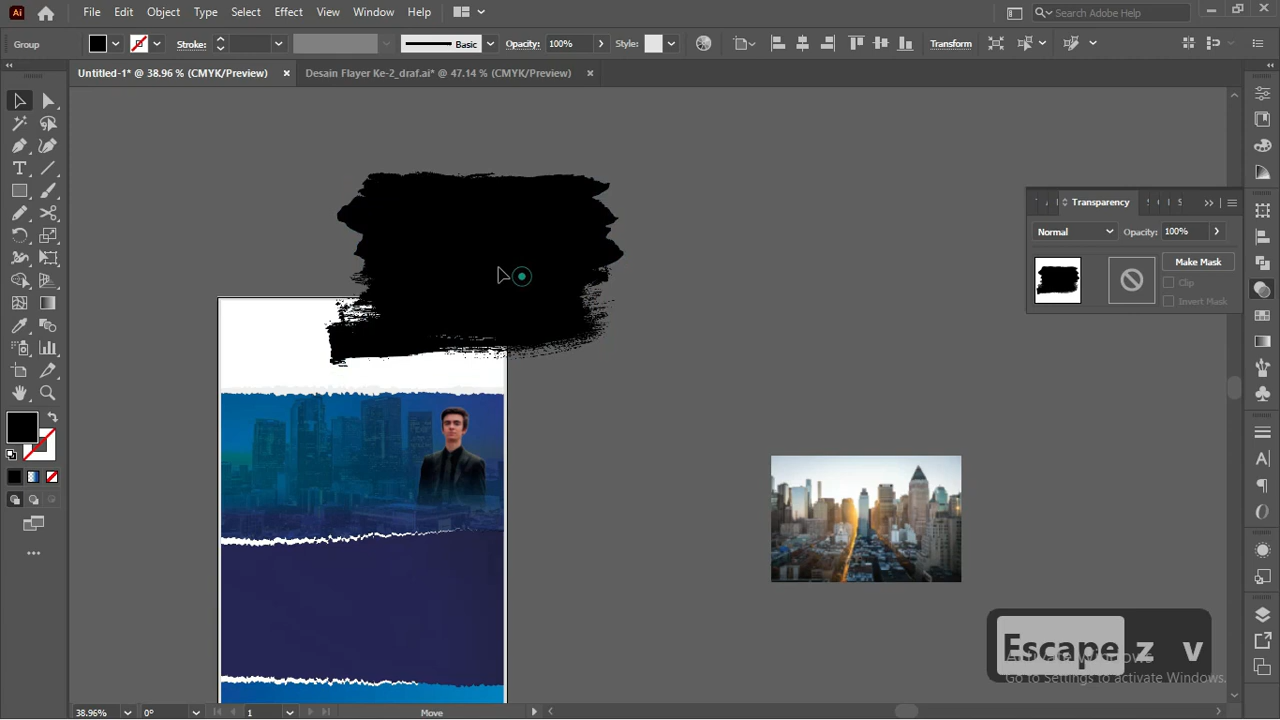 Ai File Edit Object Type Select Effect View Window Help Search Adobe Help
Group Stroke: Basic Opacity: 100% Style: Transform
Untitled-1* @ 38.96 % (CMYK/Preview) × Desain Flayer Ke-2_draf.ai* @ 47.14 % (CMYK/Preview) ×
Transparency
Normal Opacity: 100%
Make Mask
Clip
Invert Mask
Escape z v
Activate Windows
Go to Settings to activate Windows.
38.96% 0° 1 Move